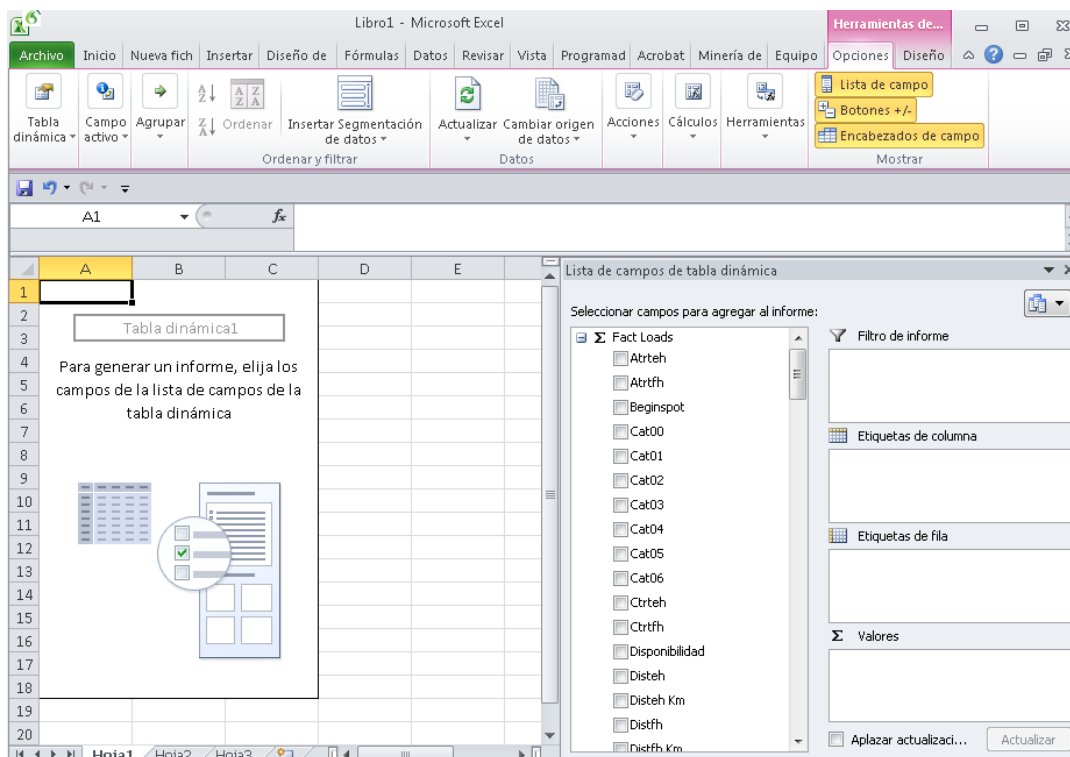 Libro1 - Microsoft Excel
Herramientas de...
Archivo Inicio Nueva fich Insertar Diseño de Fórmulas Datos Revisar Vista Programad Acrobat Minería de Equipo Opciones Diseño
Tabla dinámica
Campo activo
Agrupar
Ordenar
Insertar Segmentación de datos
Ordenar y filtrar
Actualizar
Cambiar origen de datos
Datos
Acciones
Cálculos
Herramientas
Lista de campo
Botones +/-
Encabezados de campo
Mostrar
A1
fx
A B C D E
1
2
3
4
5
6
7
8
9
10
11
12
13
14
15
16
17
18
19
20
Tabla dinámica1
Para generar un informe, elija los
campos de la lista de campos de la
tabla dinámica
Hoja1 Hoja2 Hoja3
Lista de campos de tabla dinámica
Seleccionar campos para agregar al informe:
Σ Fact Loads
Atrteh
Atrtfh
Beginspot
Cat00
Cat01
Cat02
Cat03
Cat04
Cat05
Cat06
Ctrteh
Ctrtfh
Disponibilidad
Disteh
Disteh Km
Distfh
Distfh Km
Filtro de informe
Etiquetas de columna
Etiquetas de fila
Σ Valores
Aplazar actualizaci... Actualizar